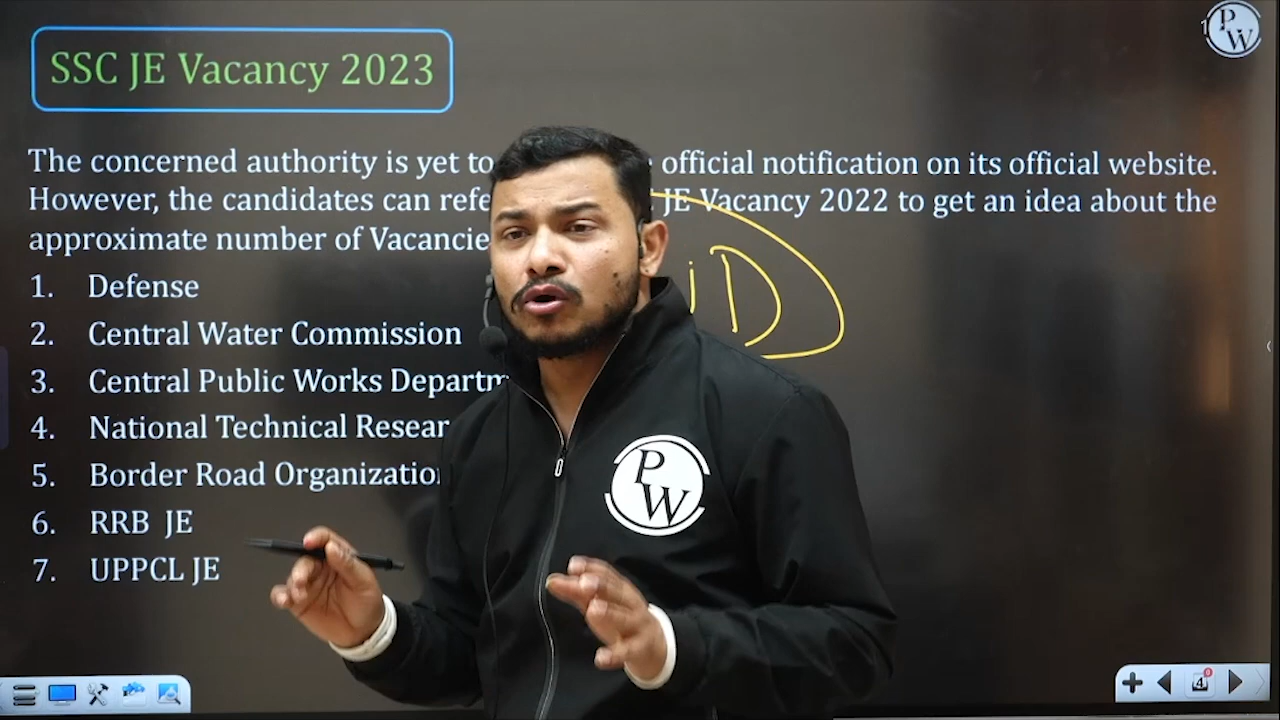 SSC JE Vacancy 2023
PW
The concerned authority is yet to official notification on its official website.
However, the candidates can JE Vacancy 2022 to get an idea about the
approximate number of
1. Defense
2. Central Water Commission
3. Central Public Works
4. National Technical
5. Border Road
6. RRB JE
7. UPPCL JE
D
PW
4